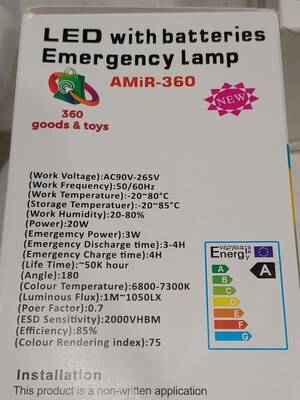 LED with batteries
Emergency Lamp
AMiR-360
NEW
360
goods & toys
(Work Voltage):AC90V-265V
(Work Frequency):50/60Hz
(Work Temperature):-20~80°C
(Storage Temperatuer):-20~85°C
(Work Humidity):20-80%
(Power):20W
(Emergemcy Power):3W
(Emergency Discharge time):3-4H
(Emergency Charge time):4H
(Life Time):~50K hour
(Angle):180
(Colour Temperature):6800-7300K
(Luminous Flux):1M~1050LX
(Poer Factor):0.7
(ESD Sensitivity):2000VHBM
(Efficiency):85%
(Colour Rendering index):75
Energy
A
A
B
C
D
E
F
G
Installation
This product is a non-written application